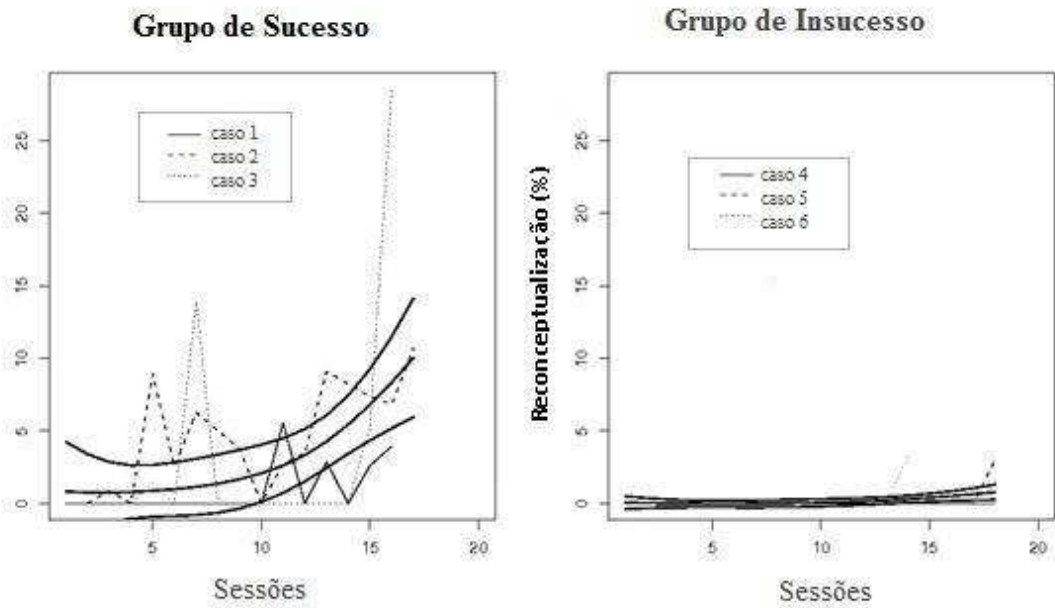 Grupo de Sucesso
caso 1
caso 2
caso 3
25
20
15
10
5
0
5
10
15
20
Sessões
Grupo de Insucesso
Reconceptualização (%)
caso 4
caso 5
caso 6
25
20
15
10
5
0
5
10
15
20
Sessões